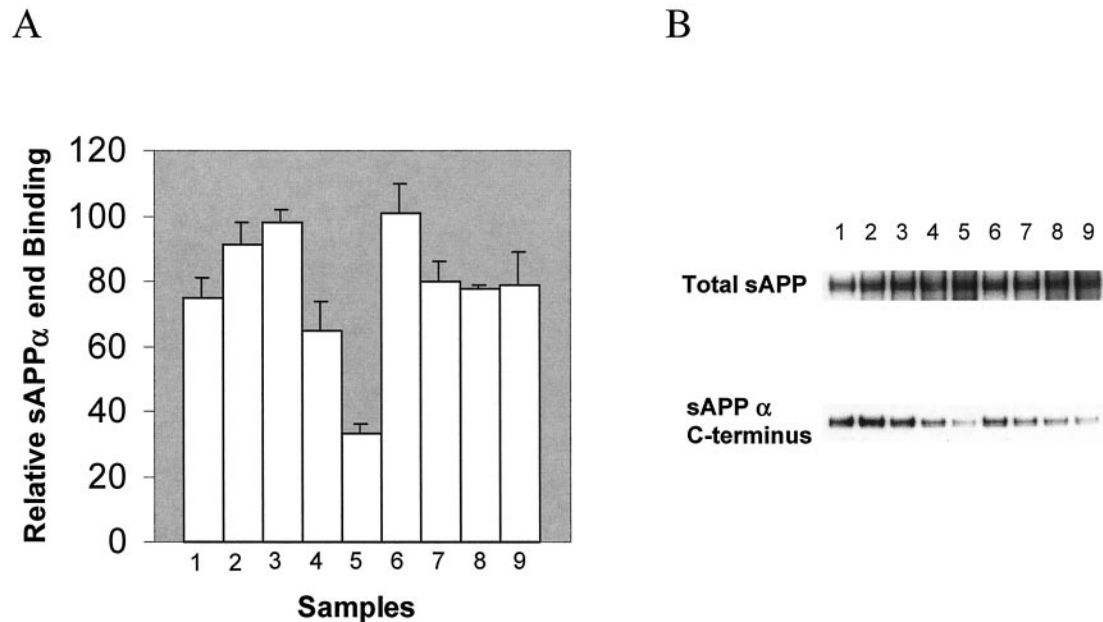 A
Relative sAPPα end Binding
120
100
80
60
40
20
0
1 2 3 4 5 6 7 8 9
Samples
B
1 2 3 4 5 6 7 8 9
Total sAPP
sAPP α
C-terminus